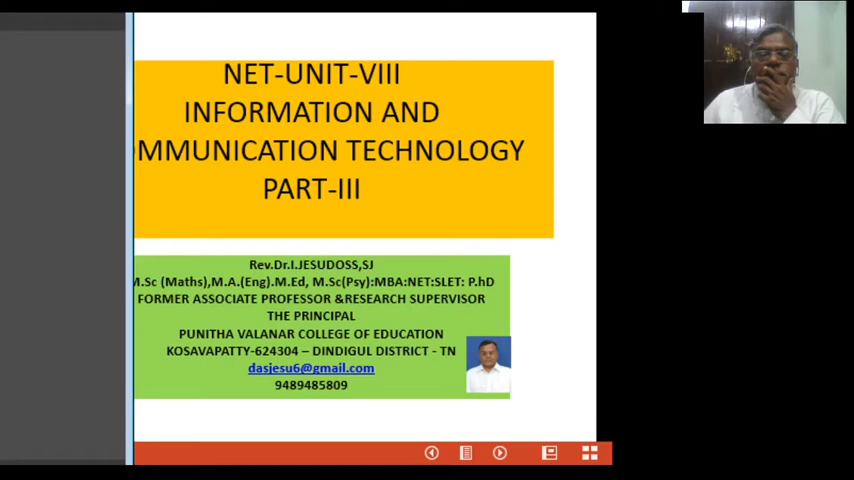 NET-UNIT-VIII
INFORMATION AND
MMUNICATION TECHNOLOGY
PART-III
Rev.Dr.I.JESUDOSS,SJ
M.Sc (Maths),M.A.(Eng).M.Ed, M.Sc(Psy):MBA:NET:SLET: P.hD
FORMER ASSOCIATE PROFESSOR &RESEARCH SUPERVISOR
THE PRINCIPAL
PUNITHA VALANAR COLLEGE OF EDUCATION
KOSAVAPATTY-624304 – DINDIGUL DISTRICT - TN
dasjesu6@gmail.com
9489485809